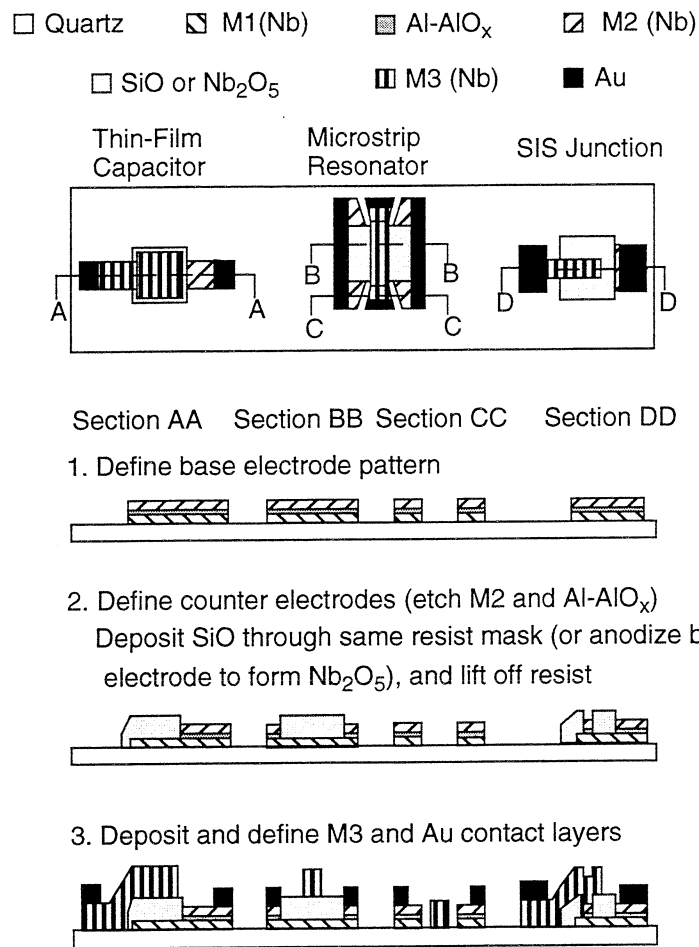 Quartz M1(Nb) Al-AlOx M2 (Nb)
SiO or Nb2O5 M3 (Nb) Au
Thin-Film Capacitor
Microstrip Resonator
SIS Junction
A A
B B
C C
D D
Section AA Section BB Section CC Section DD
1. Define base electrode pattern
2. Define counter electrodes (etch M2 and Al-AlOx)
Deposit SiO through same resist mask (or anodize b
electrode to form Nb2O5), and lift off resist
3. Deposit and define M3 and Au contact layers